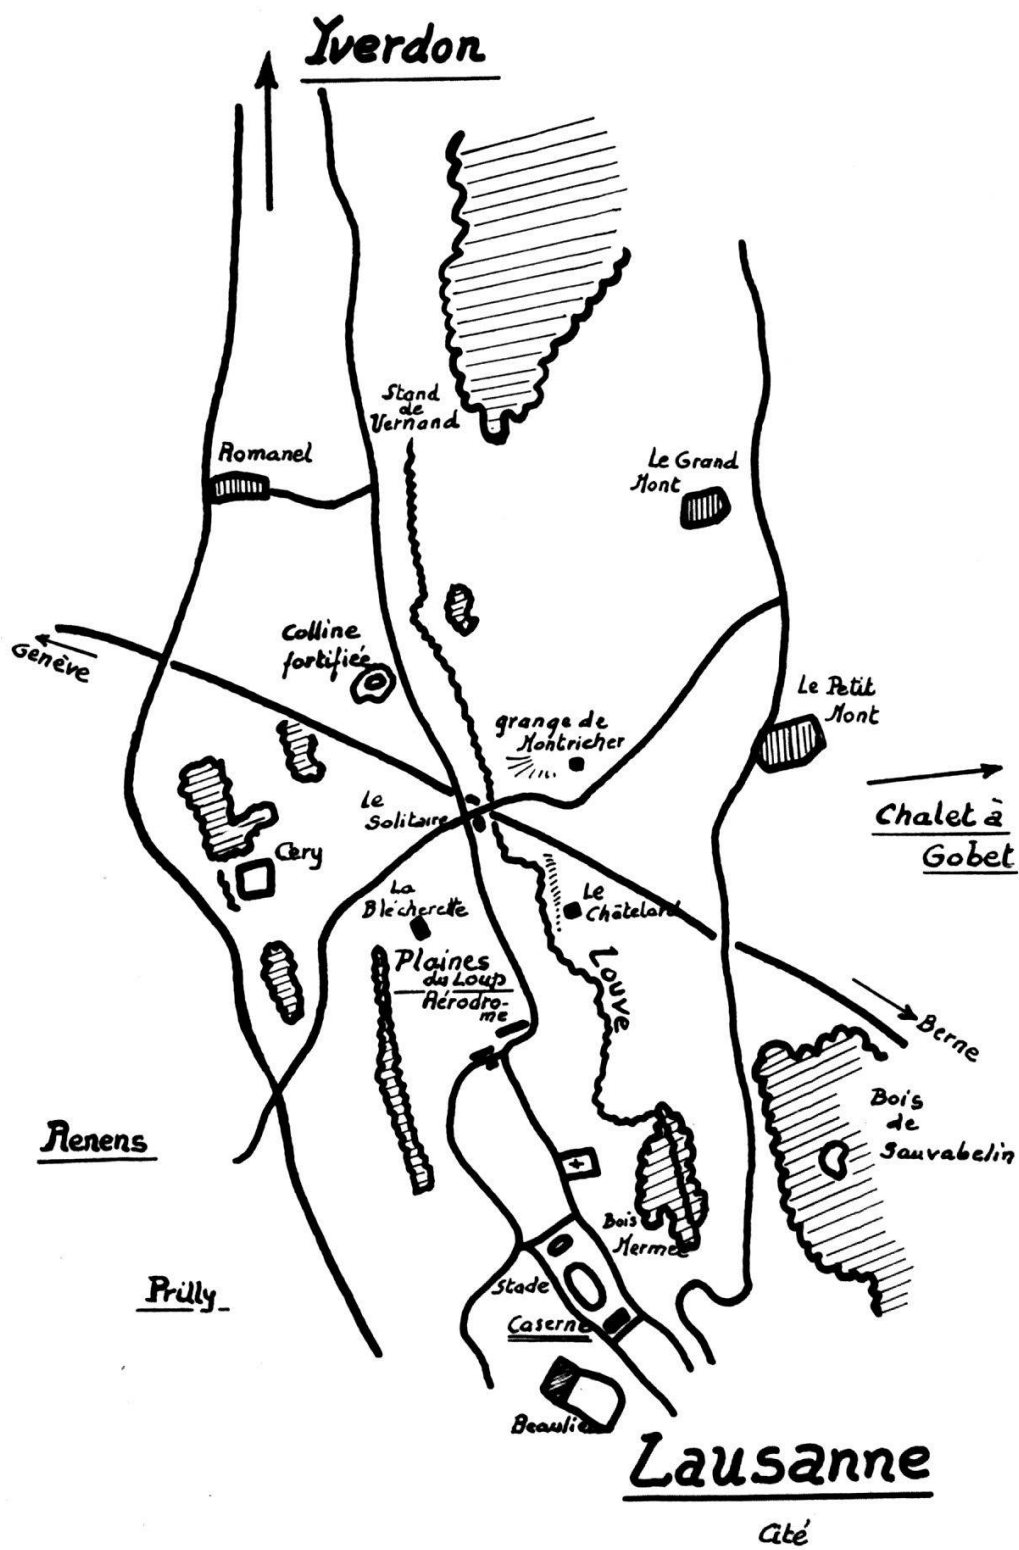 Yverdon
Stand
de
Vernand
Romanel
Le Grand
Mont
Colline
fortifiée
Genève
Le Petit
Mont
grange de
Montricher
Le
Solitaire
Chalet à
Gobet
Cery
La
Blécherette
Le
Châtelard
Plaines
du Loup
Aérodro-
me
Louve
Berne
Bois
de
Sauvabelin
Renens
Bois
Mermet
Prilly
Stade
Caserne
Beaulieu
Lausanne
Cité